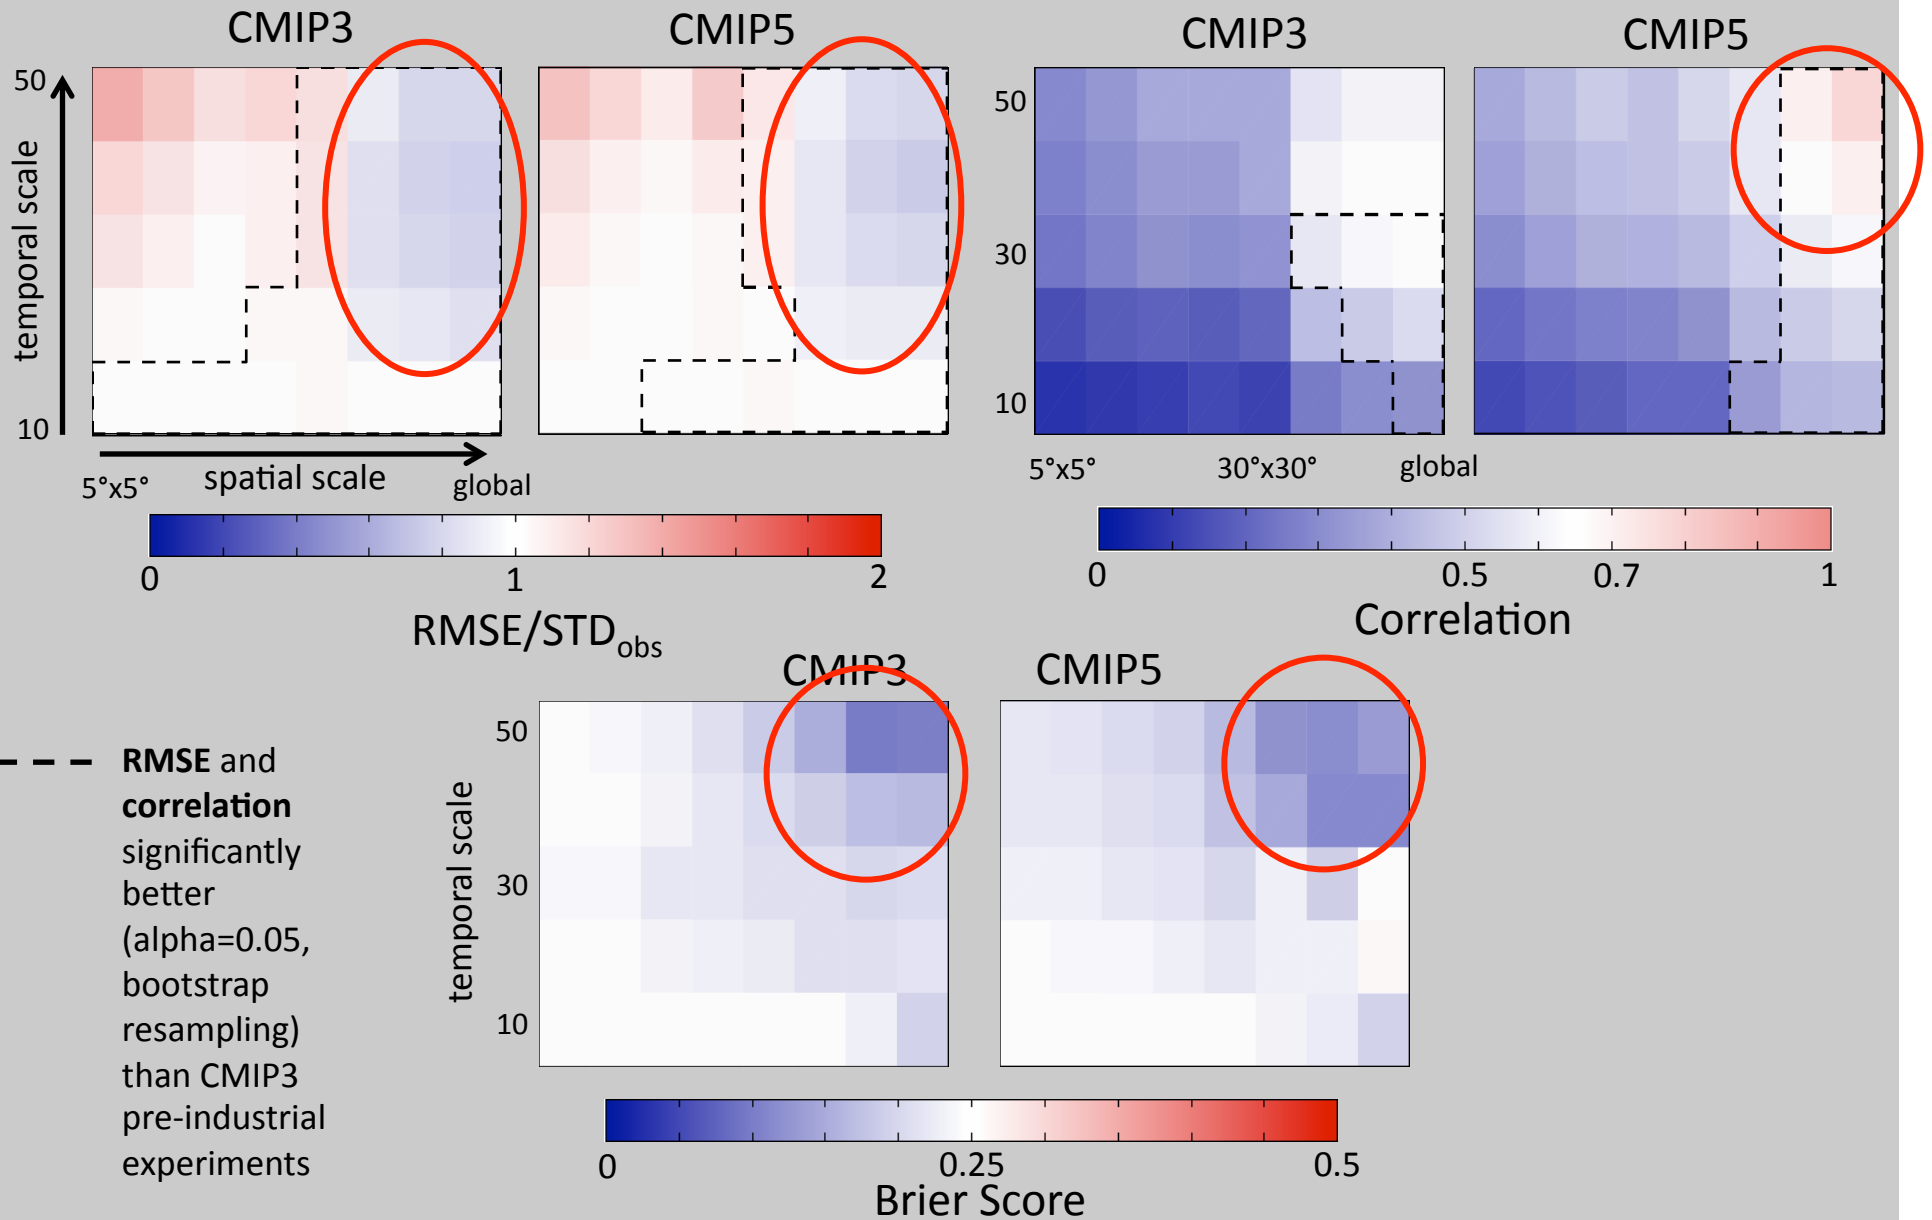 CMIP3
CMIP5
CMIP3
CMIP5
50
temporal scale
10
5°x5°
spatial scale
global
50
30
10
5°x5°
30°x30°
global
0
1
2
RMSE/STDobs
0
0.5
0.7
1
Correlation
CMIP3
CMIP5
50
30
10
temporal scale
RMSE and
correlation
significantly
better
(alpha=0.05,
bootstrap
resampling)
than CMIP3
pre-industrial
experiments
0
0.25
0.5
Brier Score